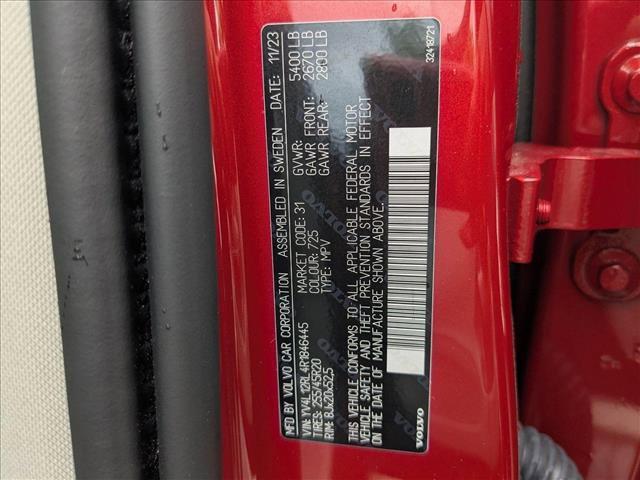 MFD BY VOLVO CAR CORPORATION ASSEMBLED IN SWEDEN DATE: 11/23
VIN: YV4L12RL4R1846445 MARKET CODE: 31 GVWR: 5400 LB
TIRES: 255/45R20 COLOUR: 725 GAWR FRONT: 2670 LB
RIM: 8Jx20x52,5 TYPE: MPV GAWR REAR: 2800 LB
THIS VEHICLE CONFORMS TO ALL APPLICABLE FEDERAL MOTOR
VEHICLE SAFETY AND THEFT PREVENTION STANDARDS IN EFFECT
ON THE DATE OF MANUFACTURE SHOWN ABOVE.
VOLVO 32418721